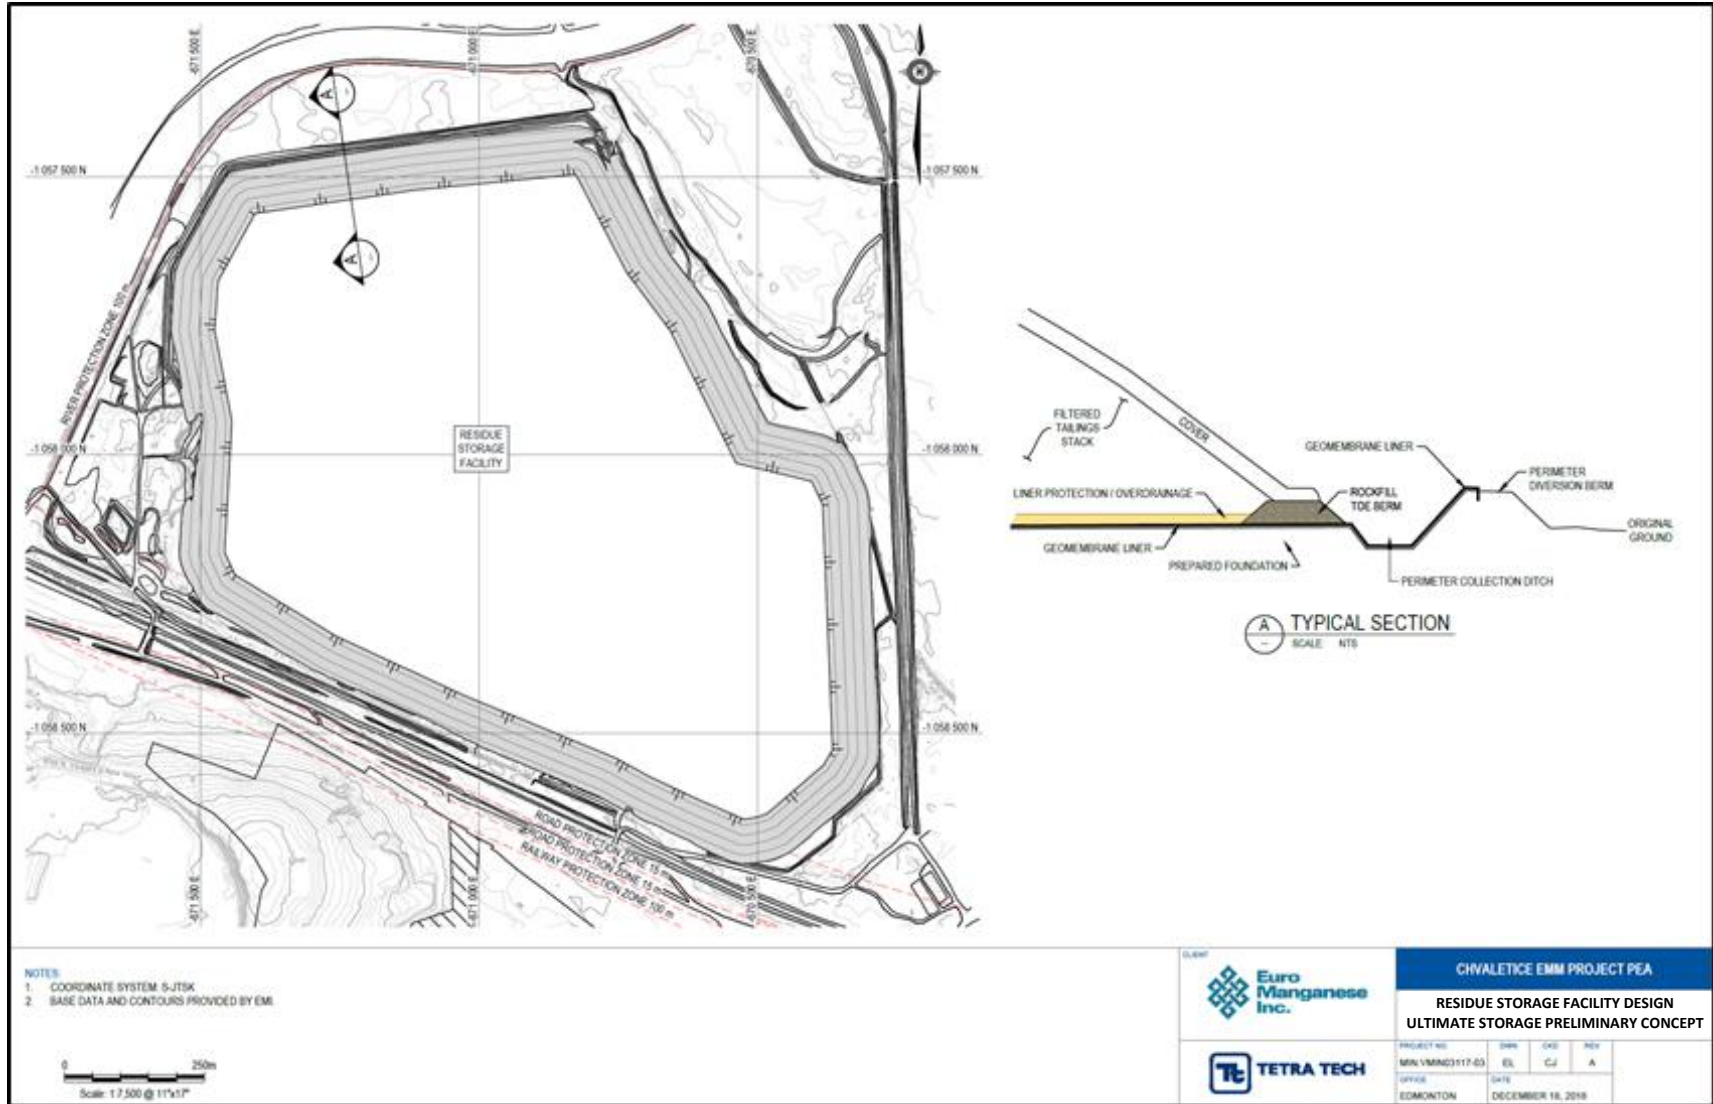 -671 500 E
-671 000 E
-670 500 E
A
-1 057 500 N
-1 057 500 N
A
RIVER PROTECTION ZONE 100 m
RESIDUE
STORAGE
FACILITY
-1 058 000 N
-1 058 000 N
-1 058 500 N
-1 058 500 N
ROAD PROTECTION ZONE 15 m
ROAD PROTECTION ZONE 15 m
RAILWAY PROTECTION ZONE 100 m
-671 500 E
-671 000 E
-670 500 E
FILTERED
TAILINGS
STACK
COVER
GEOMEMBRANE LINER
PERIMETER
DIVERSION BERM
LINER PROTECTION / OVERDRAINAGE
ROCKFILL
TOE BERM
ORIGINAL
GROUND
GEOMEMBRANE LINER
PREPARED FOUNDATION
PERIMETER COLLECTION DITCH
A
–
TYPICAL SECTION
SCALE NTS
NOTES
1. COORDINATE SYSTEM: S-JTSK
2. BASE DATA AND CONTOURS PROVIDED BY EMI.
0 250m
Scale: 1:7,500 @ 11"x17"
CLIENT
Euro
Manganese
Inc.
Tt TETRA TECH
CHVALETICE EMM PROJECT PEA
RESIDUE STORAGE FACILITY DESIGN
ULTIMATE STORAGE PRELIMINARY CONCEPT
PROJECT NO. DWN CKD REV
MIN.VMIN03117-03 EL CJ A
OFFICE DATE
EDMONTON DECEMBER 18, 2018